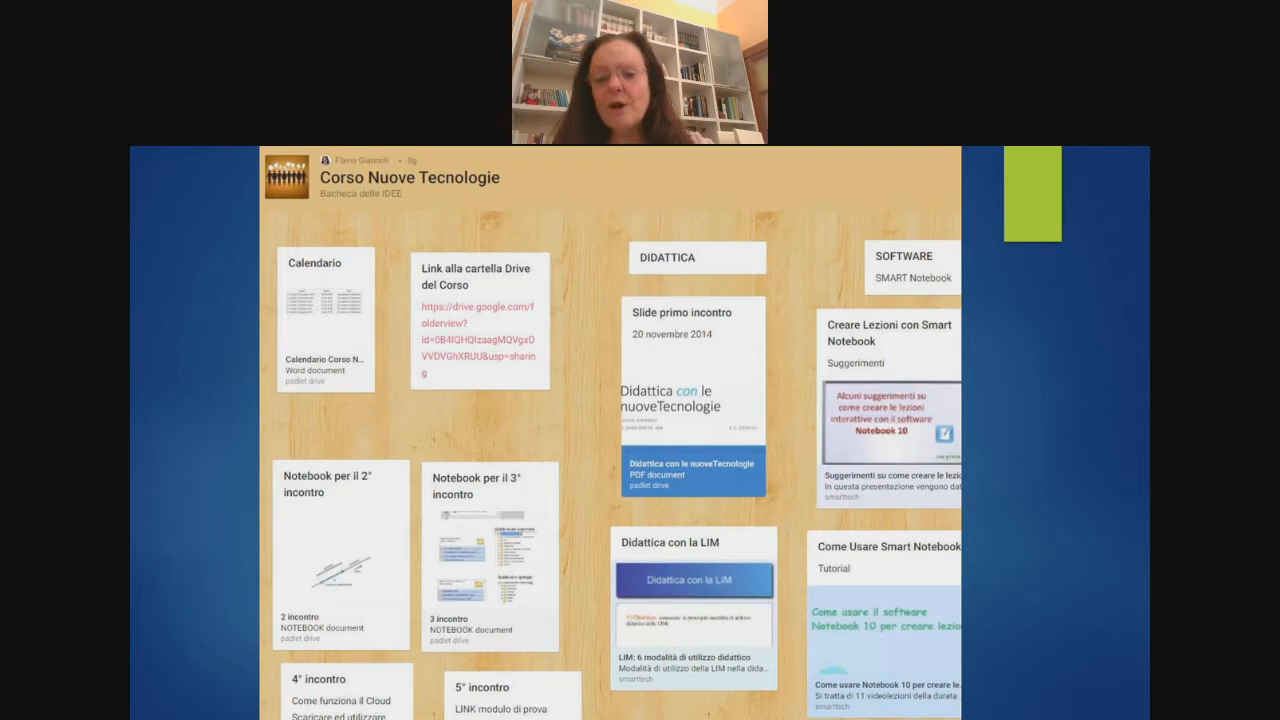 Flavia Giannoli • 8g
Corso Nuove Tecnologie
Bacheca delle IDEE
Calendario
Calendario Corso N...
Word document
padlet drive
Link alla cartella Drive
del Corso
https://drive.google.com/f
olderview?
id=0B4IQHQIzaagMQVgxO
VVDVGhXRUU&usp=sharin
g
DIDATTICA
Slide primo incontro
20 novembre 2014
Didattica con le
nuoveTecnologie
Didattica con le nuoveTecnologie
PDF document
padlet drive
SOFTWARE
SMART Notebook
Creare Lezioni con Smart
Notebook
Suggerimenti
Alcuni suggerimenti su
come creare le lezioni
interattive con il software
Notebook 10
Suggerimenti su come creare le lezio
In questa presentazione vengono dat
smarttech
Notebook per il 2°
incontro
2 incontro
NOTEBOOK document
padlet drive
Notebook per il 3°
incontro
3 incontro
NOTEBOOK document
padlet drive
Didattica con la LIM
Didattica con la LIM
LIM: 6 modalità di utilizzo didattico
Modalità di utilizzo della LIM nella dida...
smarttech
Come Usare Smart Notebook
Tutorial
Come usare il software
Notebook 10 per creare lezio
Come usare Notebook 10 per creare le...
Si tratta di 11 videolezioni della durata
smarttech
4° incontro
Come funziona il Cloud
Scaricare ed utilizzare
5° incontro
LINK modulo di prova